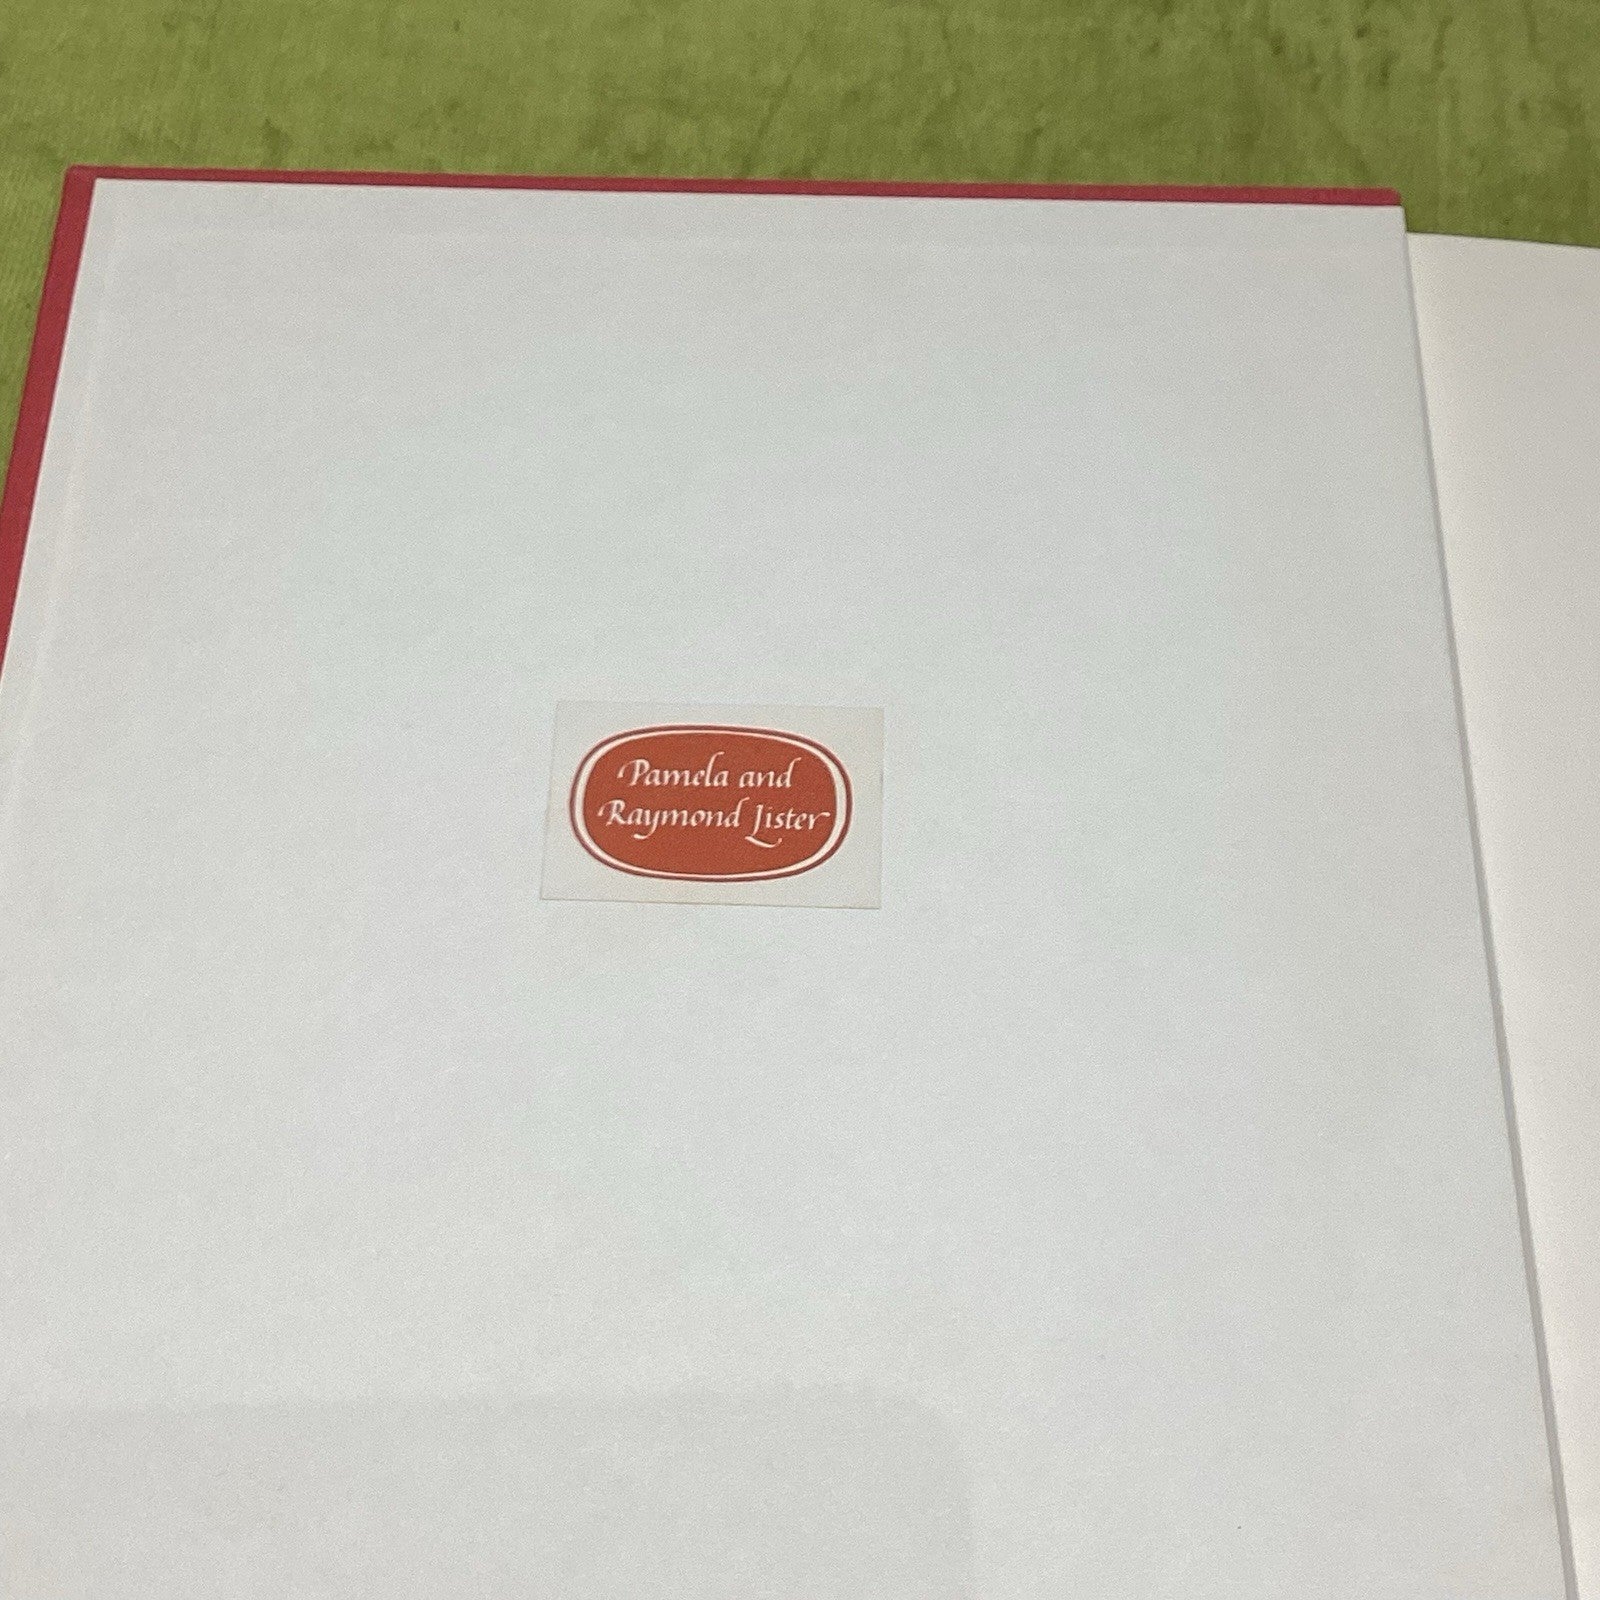 Pamela and
Raymond Lister